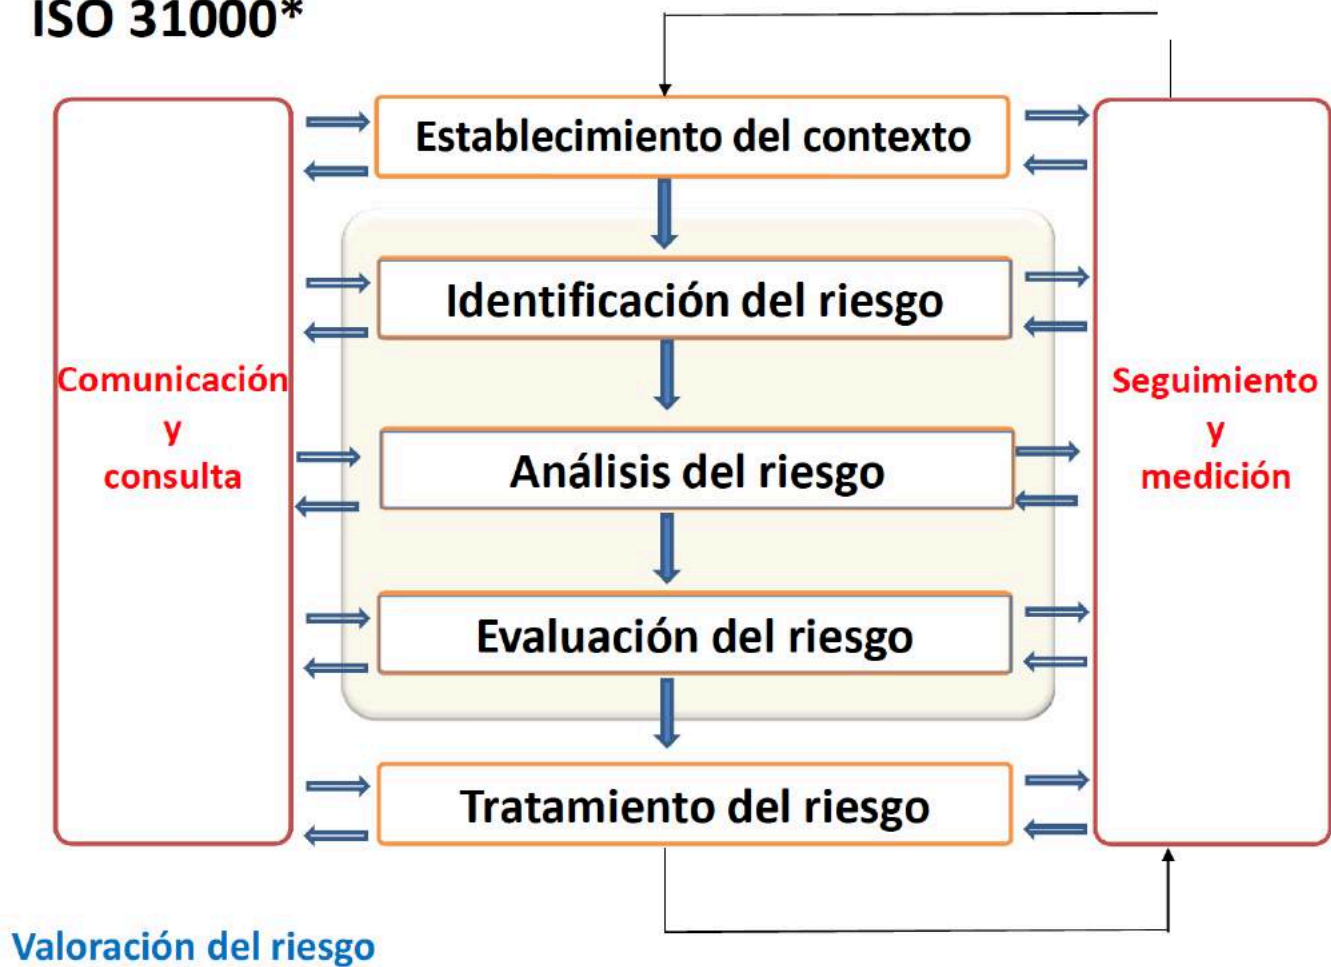 ISO 31000*
Establecimiento del contexto
Identificación del riesgo
Comunicación
y
consulta
Seguimiento
y
medición
Análisis del riesgo
Evaluación del riesgo
Tratamiento del riesgo
Valoración del riesgo